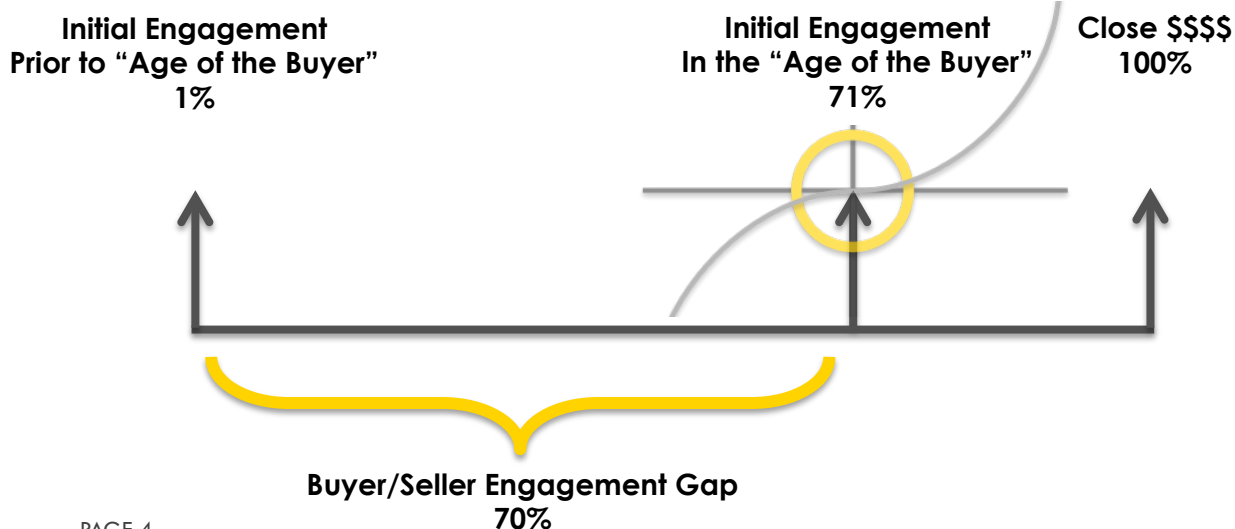 Initial Engagement
Prior to “Age of the Buyer”
1%
Initial Engagement
In the “Age of the Buyer”
71%
Close $$$$
100%
Buyer/Seller Engagement Gap
70%
PAGE 4